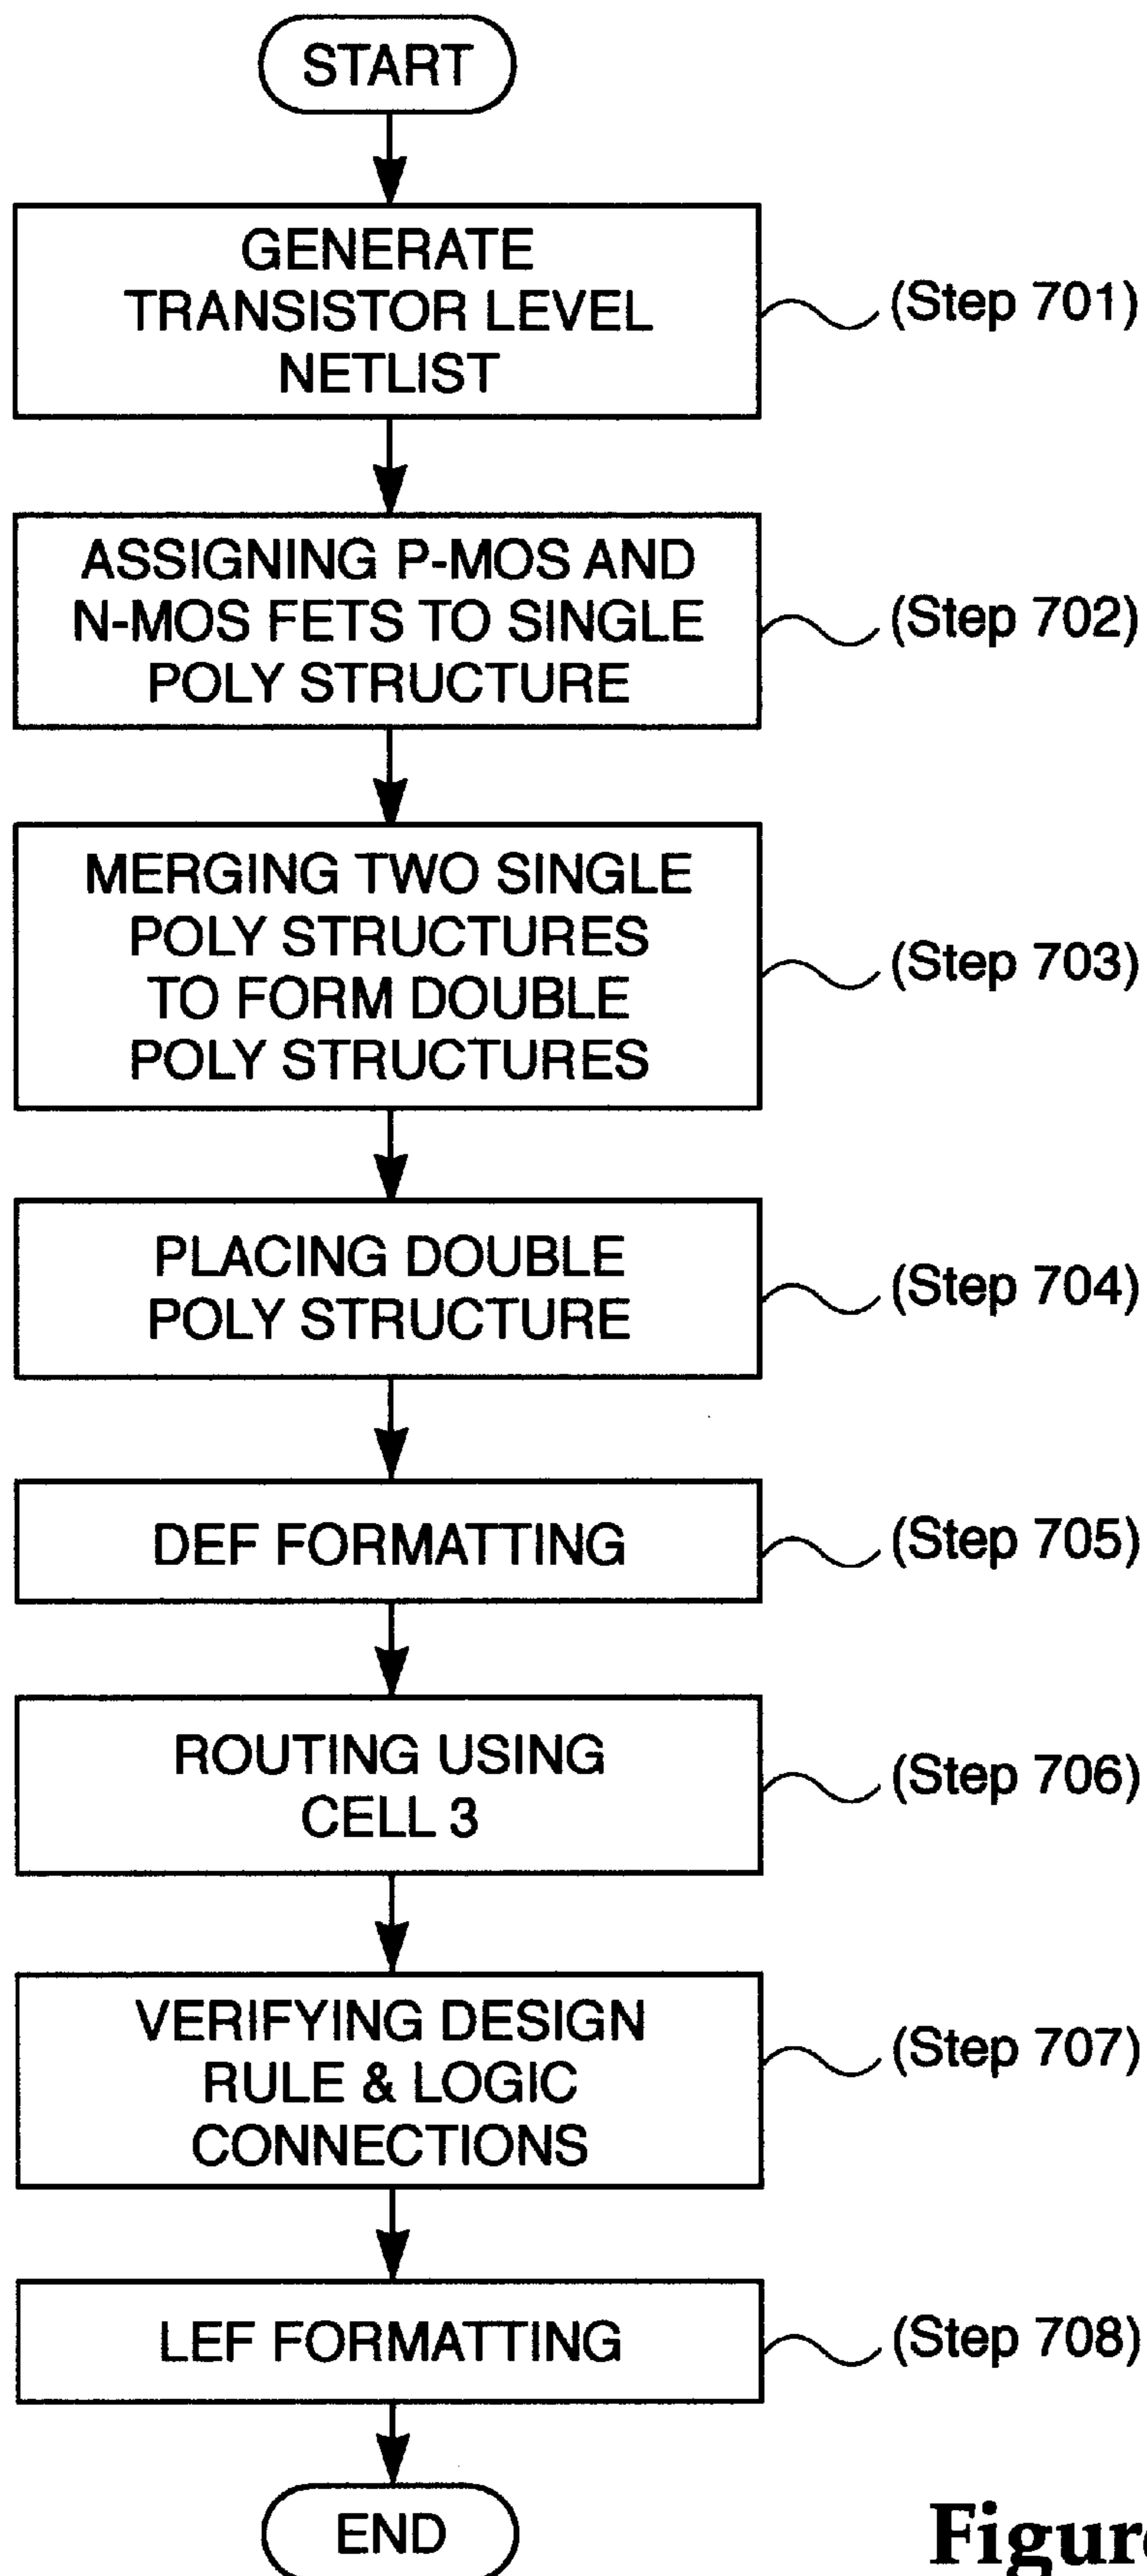 START
GENERATE
TRANSISTOR LEVEL
NETLIST
(Step 701)
ASSIGNING P-MOS AND
N-MOS FETS TO SINGLE
POLY STRUCTURE
(Step 702)
MERGING TWO SINGLE
POLY STRUCTURES
TO FORM DOUBLE
POLY STRUCTURES
(Step 703)
PLACING DOUBLE
POLY STRUCTURE
(Step 704)
DEF FORMATTING
(Step 705)
ROUTING USING
CELL 3
(Step 706)
VERIFYING DESIGN
RULE & LOGIC
CONNECTIONS
(Step 707)
LEF FORMATTING
(Step 708)
END